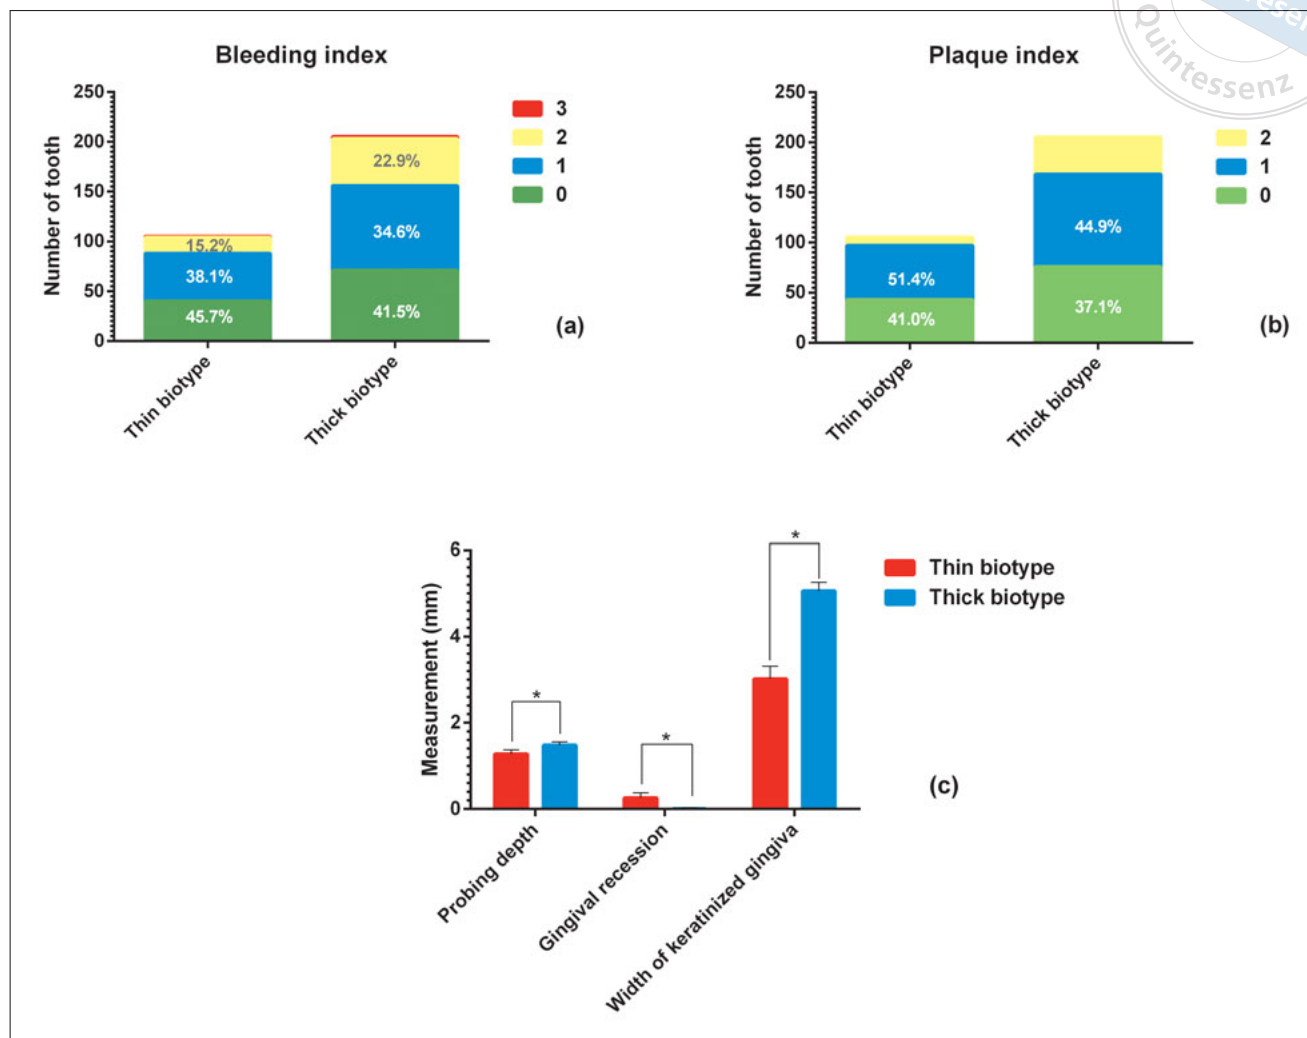 Quintessenz
Bleeding index
Number of tooth
250
200
150
100
50
0
15.2%
38.1%
45.7%
22.9%
34.6%
41.5%
Thin biotype
Thick biotype
3
2
1
0
(a)
Plaque index
Number of tooth
250
200
150
100
50
0
51.4%
41.0%
44.9%
37.1%
Thin biotype
Thick biotype
2
1
0
(b)
Measurement (mm)
6
4
2
0
*
*
*
Probing depth
Gingival recession
Width of keratinized gingiva
Thin biotype
Thick biotype
(c)